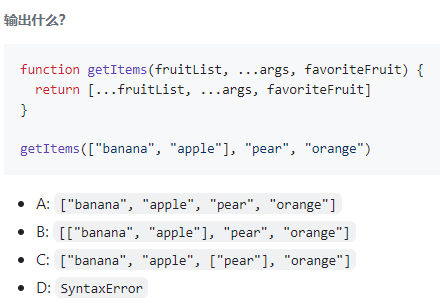 输出什么?
function getItems(fruitList, ...args, favoriteFruit) {
  return [...fruitList, ...args, favoriteFruit]
}
getItems(["banana", "apple"], "pear", "orange")
A: ["banana", "apple", "pear", "orange"]
B: [["banana", "apple"], "pear", "orange"]
C: ["banana", "apple", ["pear"], "orange"]
D: SyntaxError